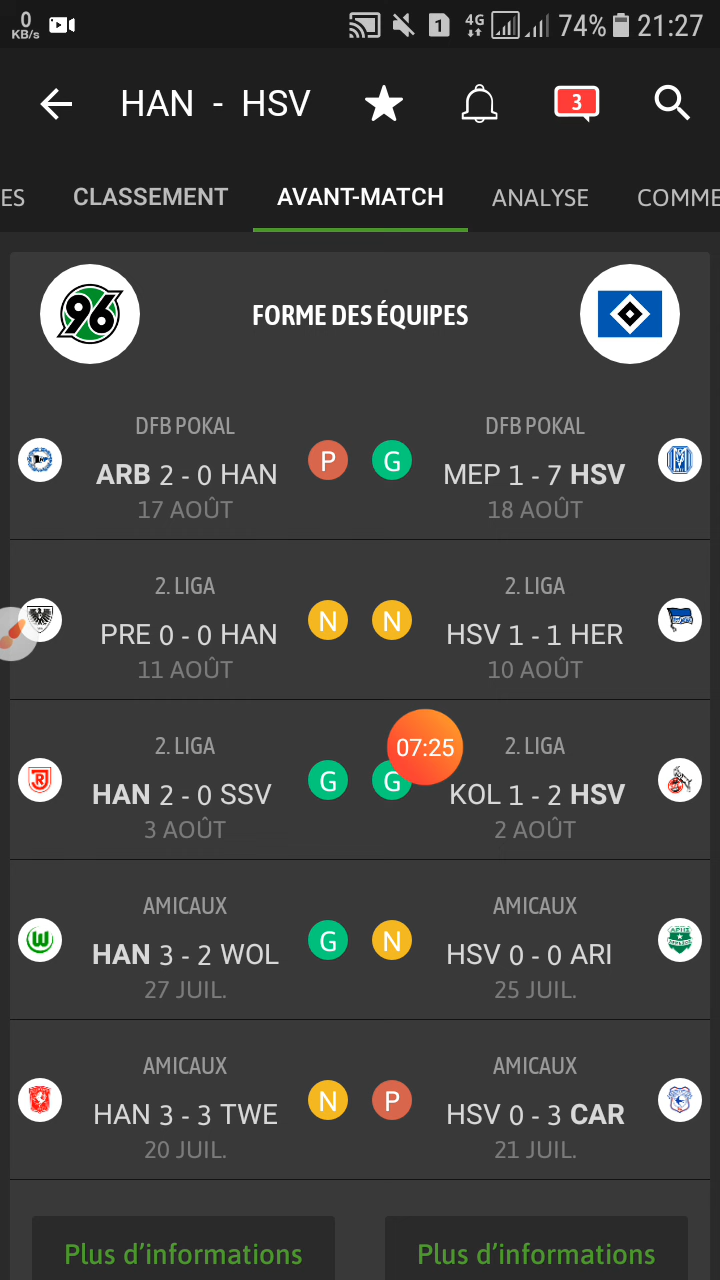 0
KB/s
1 4G 74% 21:27
HAN - HSV
3
ES CLASSEMENT AVANT-MATCH ANALYSE COMME
96
FORME DES ÉQUIPES
DFB POKAL
ARB 2 - 0 HAN
17 AOÛT
P
G
DFB POKAL
MEP 1 - 7 HSV
18 AOÛT
2. LIGA
PRE 0 - 0 HAN
11 AOÛT
N
N
2. LIGA
HSV 1 - 1 HER
10 AOÛT
2. LIGA
HAN 2 - 0 SSV
3 AOÛT
G
G
07:25
2. LIGA
KOL 1 - 2 HSV
2 AOÛT
AMICAUX
HAN 3 - 2 WOL
27 JUIL.
G
N
AMICAUX
HSV 0 - 0 ARI
25 JUIL.
AMICAUX
HAN 3 - 3 TWE
20 JUIL.
N
P
AMICAUX
HSV 0 - 3 CAR
21 JUIL.
Plus d’informations
Plus d’informations